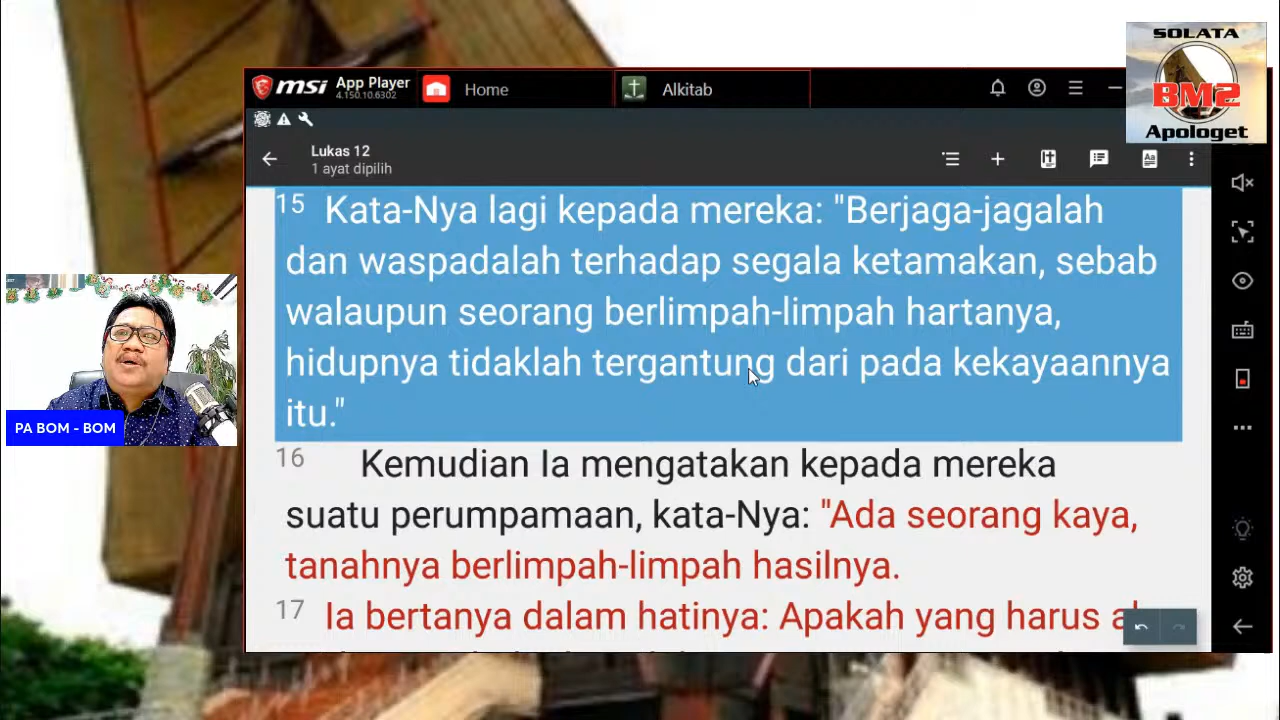 SOLATA
BM2
Apologet
msi App Player
4.150.10.6302
Home
Alkitab
Lukas 12
1 ayat dipilih
15 Kata-Nya lagi kepada mereka: "Berjaga-jagalah
dan waspadalah terhadap segala ketamakan, sebab
walaupun seorang berlimpah-limpah hartanya,
hidupnya tidaklah tergantung dari pada kekayaannya
itu."
16 Kemudian Ia mengatakan kepada mereka
suatu perumpamaan, kata-Nya: "Ada seorang kaya,
tanahnya berlimpah-limpah hasilnya.
17 Ia bertanya dalam hatinya: Apakah yang harus
PA BOM - BOM